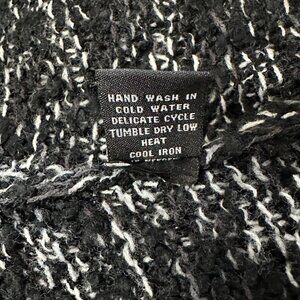 HAND WASH IN
COLD WATER
DELICATE CYCLE
TUMBLE DRY LOW
HEAT
COOL IRON